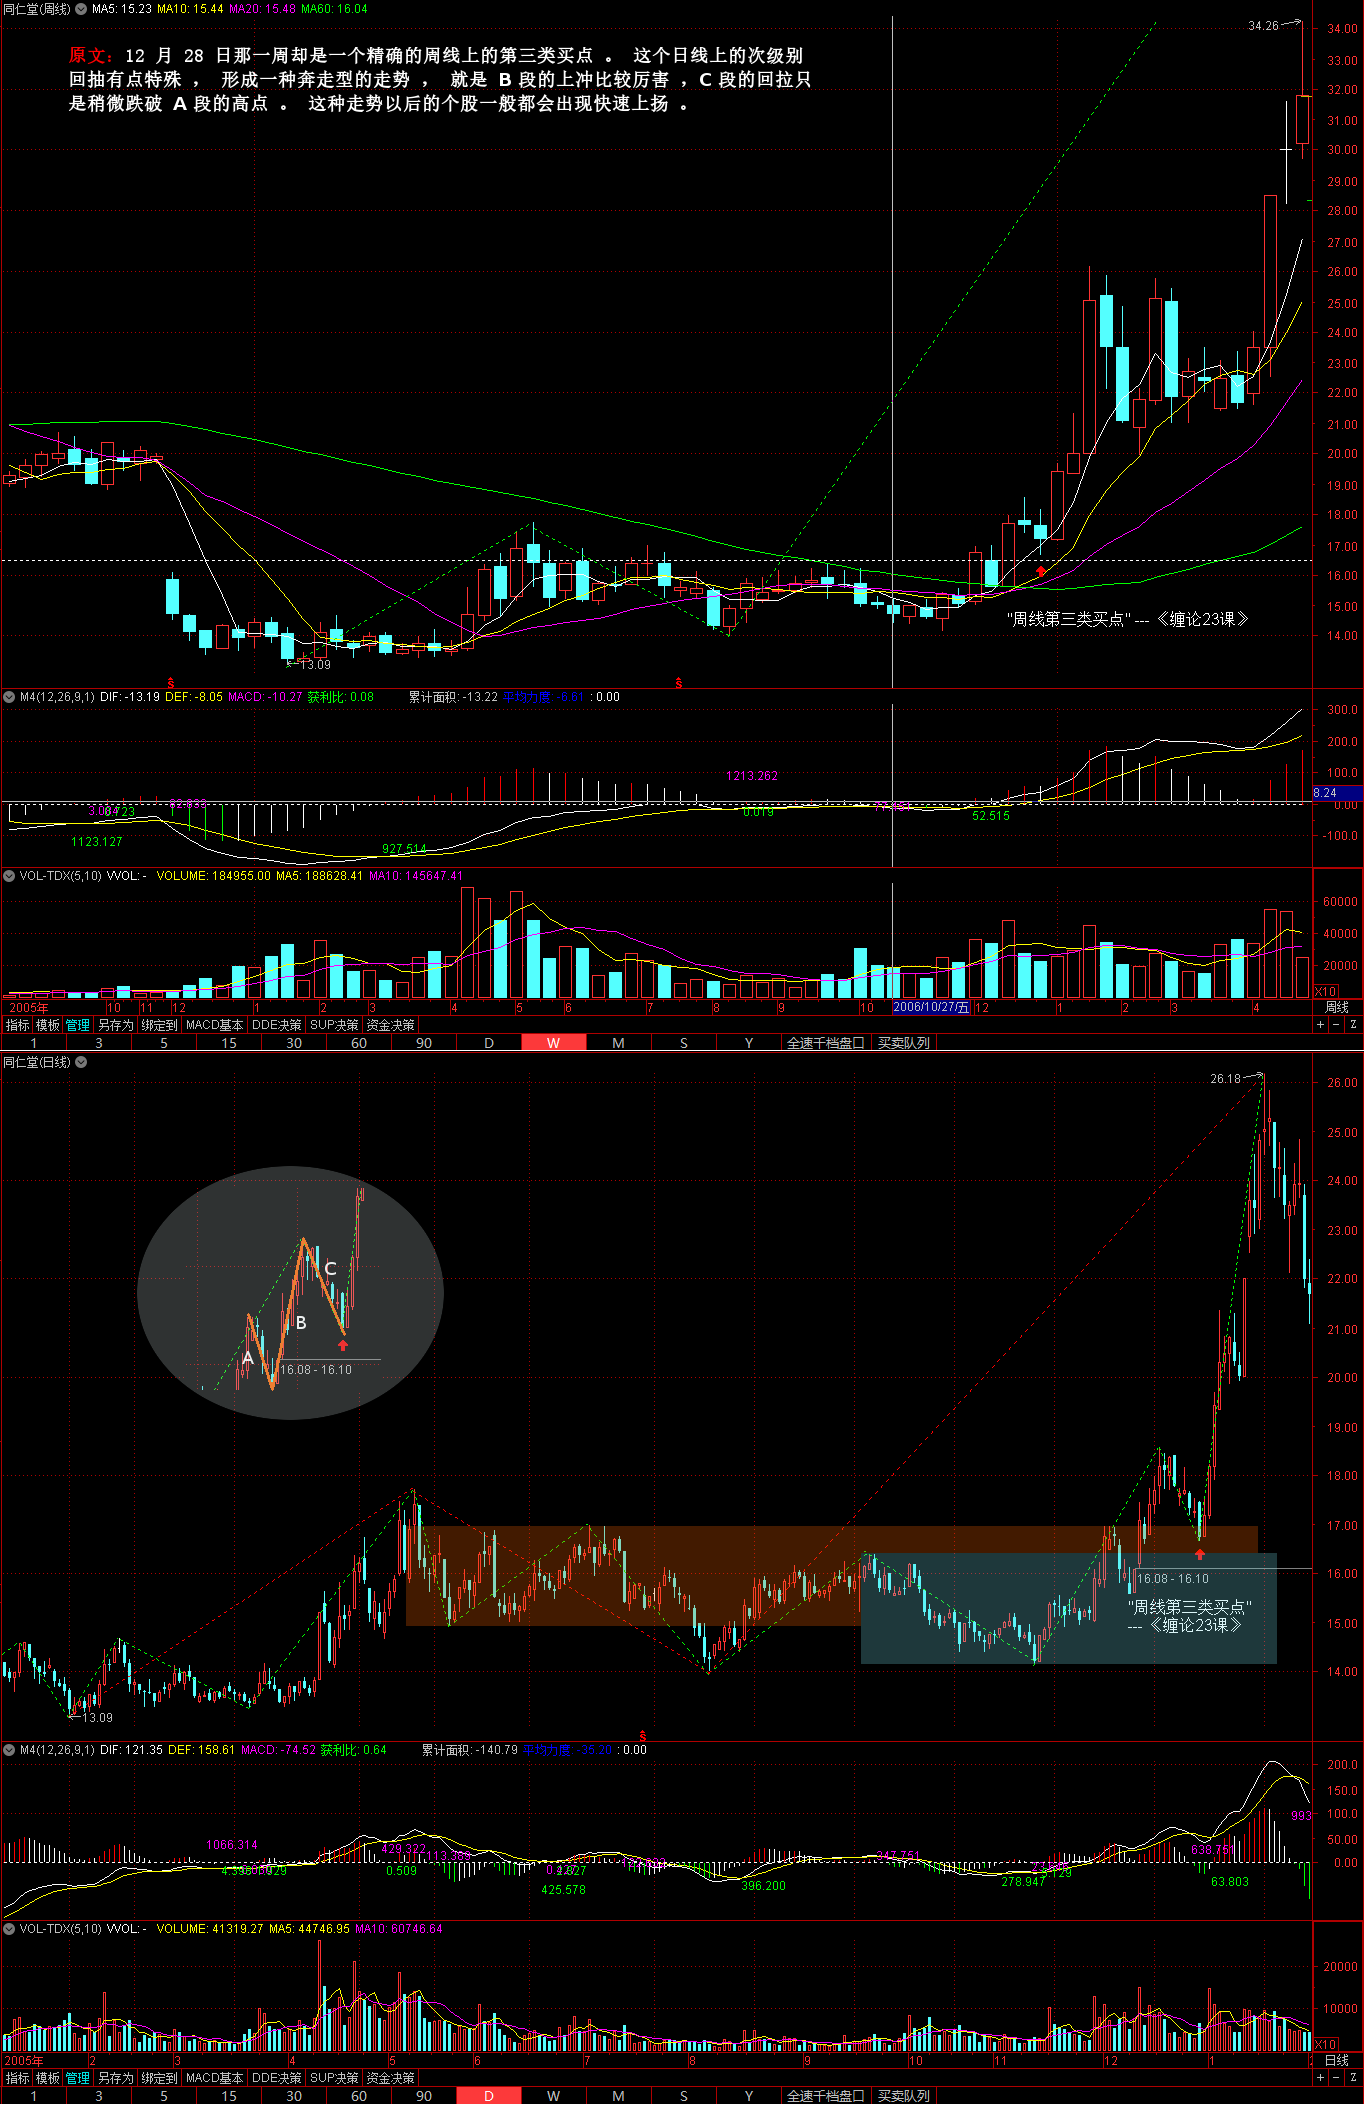 同仁堂(周线) MA5: 15.23 MA10: 15.44 MA20: 15.48 MA60: 16.04
34.26
原文: 12 月 28 日那一周却是一个精确的周线上的第三类买点 。 这个日线上的次级别
回抽有点特殊 ， 形成一种奔走型的走势 ， 就是 B 段的上冲比较厉害 ，C 段的回拉只
是稍微跌破 A 段的高点 。 这种走势以后的个股一般都会出现快速上扬 。
34.00
33.00
32.00
31.00
30.00
29.00
28.00
27.00
26.00
25.00
24.00
23.00
22.00
21.00
20.00
19.00
18.00
17.00
16.00
15.00
14.00
"周线第三类买点" --- 《缠论23课》
13.09
S S
M4(12,26,9,1) DIF: -13.19 DEF: -8.05 MACD: -10.27 获利比: 0.08 累计面积: -13.22 平均力度: -6.61 : 0.00
300.0
200.0
100.0
8.24
0.00
-100.0
1213.262
1123.127
927.514
0.019
52.515
VOL-TDX(5,10) VVOL: - VOLUME: 184955.00 MA5: 188628.41 MA10: 145647.41
60000
40000
20000
X10
2005年 10 11 12 1 2 3 4 5 6 7 8 9 10 2006/10/27/五 12 1 2 3 4 周线
指标 模板 管理 另存为 绑定到 MACD基本 DDE决策 SUP决策 资金决策 + - Z
1 3 5 15 30 60 90 D W M S Y 全速千档盘口 买卖队列
同仁堂(日线)
26.18
26.00
25.00
24.00
23.00
22.00
21.00
20.00
19.00
18.00
17.00
16.00
15.00
14.00
C
B
A
16.08 - 16.10
16.08 - 16.10
"周线第三类买点"
--- 《缠论23课》
13.09
S
M4(12,26,9,1) DIF: 121.35 DEF: 158.61 MACD: -74.52 获利比: 0.64 累计面积: -140.79 平均力度: -35.20 : 0.00
200.0
150.0
100.0
50.00
0.00
993
1066.314
429.322
0.509
425.578
396.200
247.751
278.947
638.751
63.803
VOL-TDX(5,10) VVOL: - VOLUME: 41319.27 MA5: 44746.95 MA10: 60746.64
20000
10000
X10
2005年 2 3 4 5 6 7 8 9 10 11 12 1 2 日线
指标 模板 管理 另存为 绑定到 MACD基本 DDE决策 SUP决策 资金决策 + - Z
1 3 5 15 30 60 90 D W M S Y 全速千档盘口 买卖队列